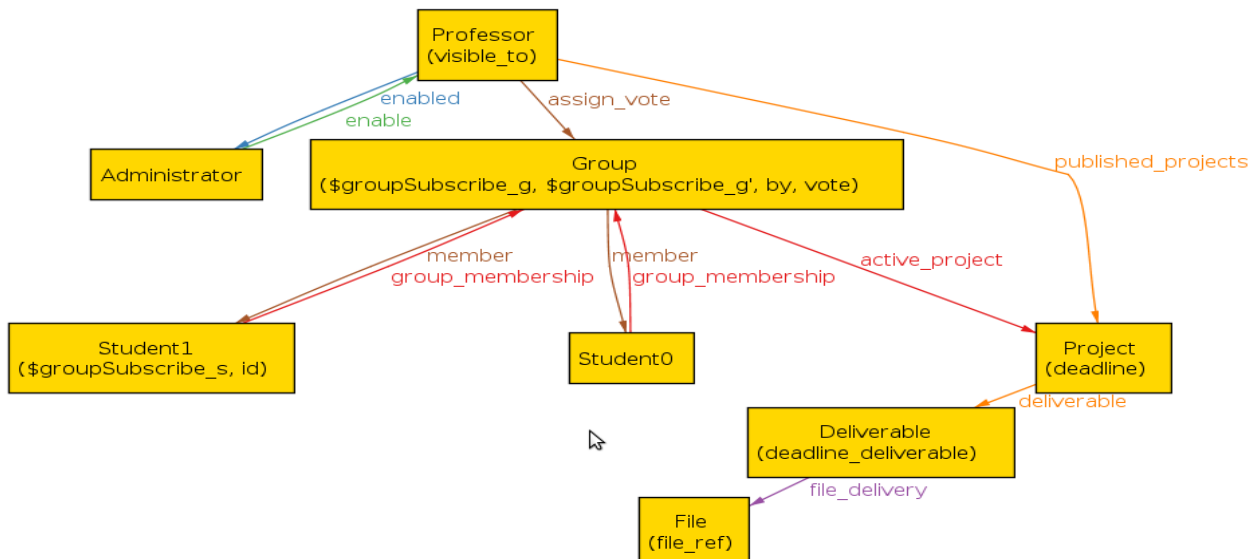 Professor
(visible_to)
enabled
assign_vote
enable
Administrator
Group
($groupSubscribe_g, $groupSubscribe_g', by, vote)
published_projects
member
group_membership
member
group_membership
active_project
Student1
($groupSubscribe_s, id)
Student0
Project
(deadline)
deliverable
Deliverable
(deadline_deliverable)
file_delivery
File
(file_ref)